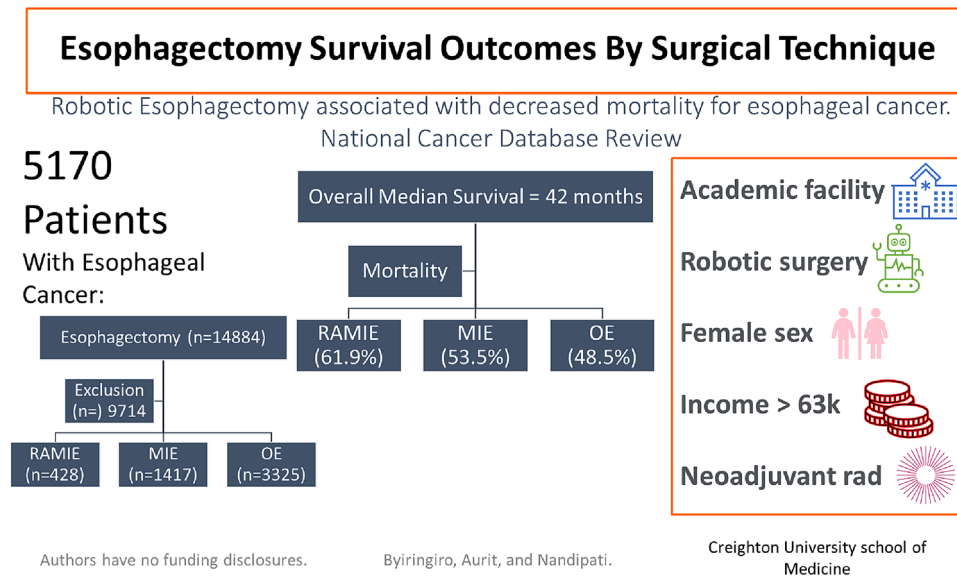 Esophagectomy Survival Outcomes By Surgical Technique
Robotic Esophagectomy associated with decreased mortality for esophageal cancer.
National Cancer Database Review
5170
Patients
With Esophageal
Cancer:
Esophagectomy (n=14884)
Exclusion
(n=) 9714
RAMIE
(n=428)
MIE
(n=1417)
OE
(n=3325)
Overall Median Survival = 42 months
Mortality
RAMIE
(61.9%)
MIE
(53.5%)
OE
(48.5%)
Academic facility
Robotic surgery
Female sex
Income > 63k
Neoadjuvant rad
Authors have no funding disclosures.
Byiringiro, Aurit, and Nandipati.
Creighton University school of
Medicine